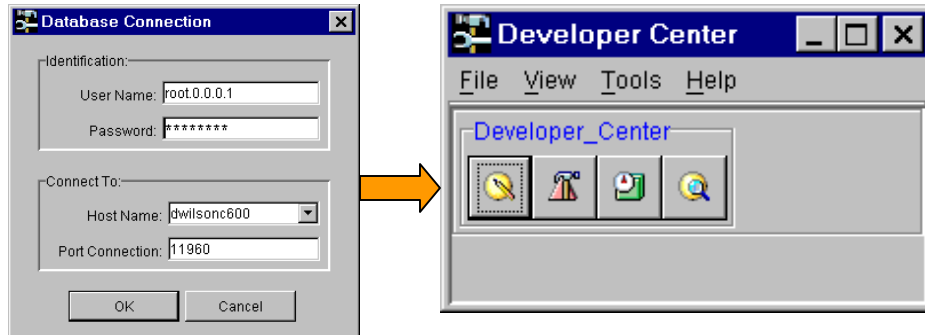 Database Connection
Identification:
User Name: root.0.0.0.1
Password: ********
Connect To:
Host Name: dwilsonc600
Port Connection: 11960
OK Cancel
Developer Center
File View Tools Help
Developer_Center